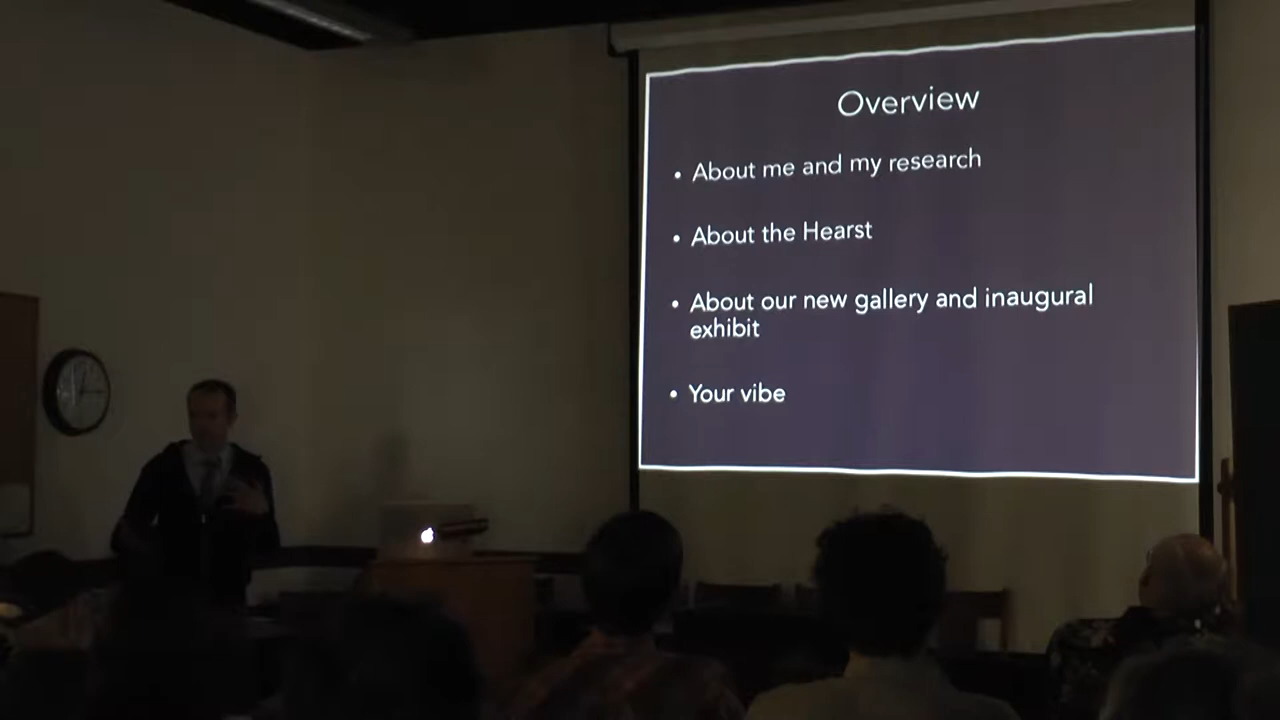 Overview
• About me and my research
• About the Hearst
• About our new gallery and inaugural
exhibit
• Your vibe